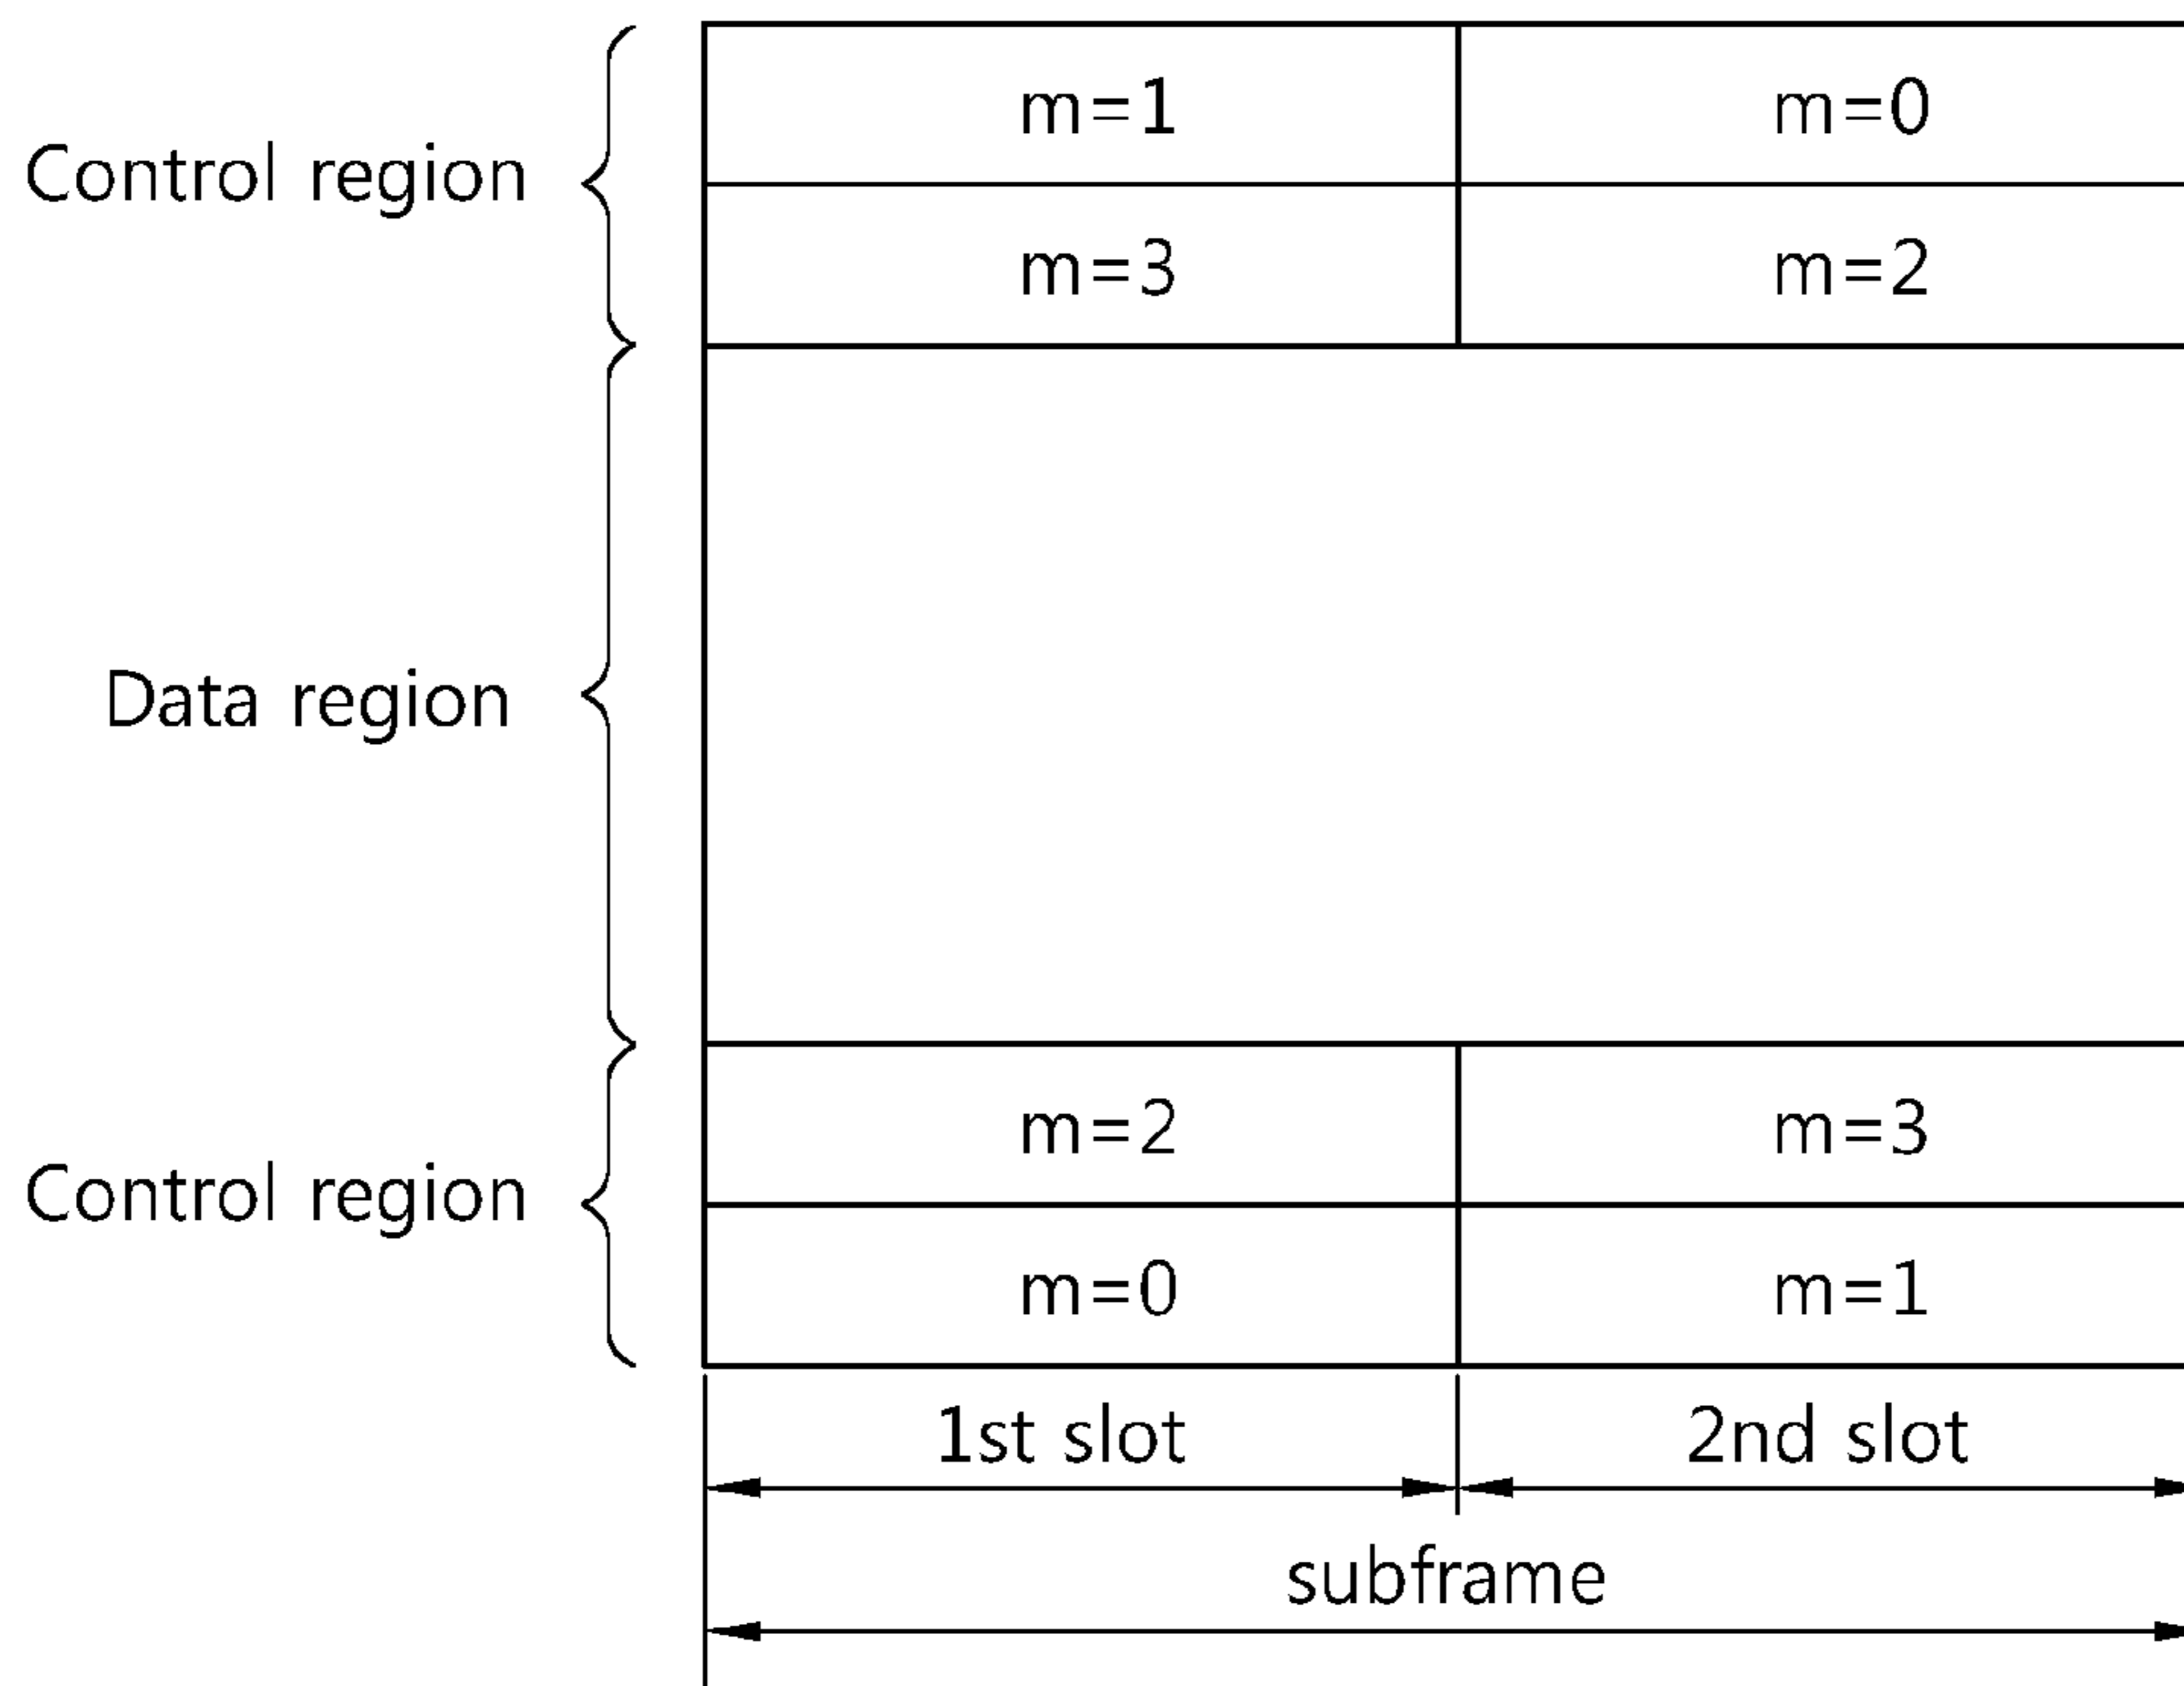 m=1 m=0
Control region
m=3 m=2
Data region
m=2 m=3
Control region
m=0 m=1
1st slot 2nd slot
subframe